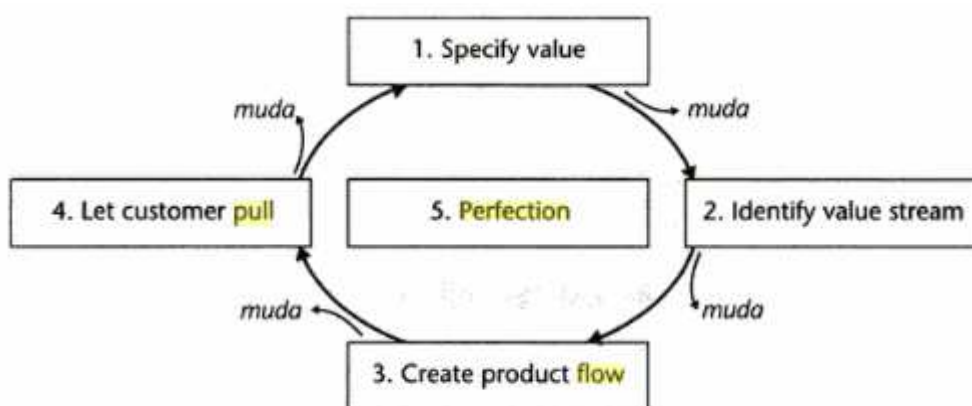 1. Specify value
muda
muda
4. Let customer pull
5. Perfection
2. Identify value stream
muda
muda
3. Create product flow